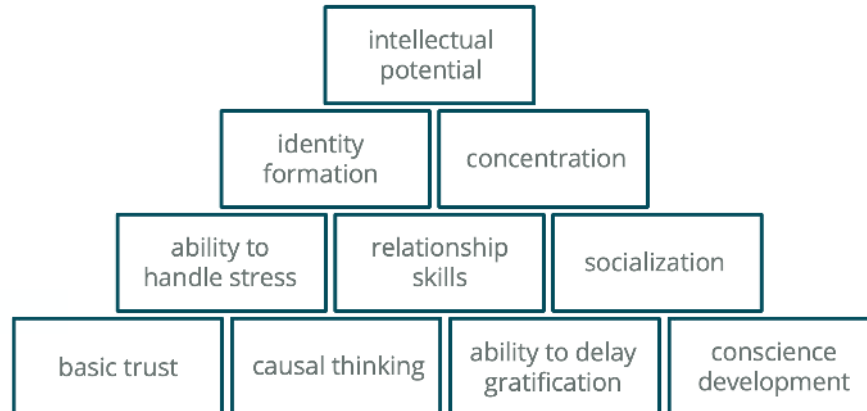 intellectual
potential
identity
formation
concentration
ability to
handle stress
relationship
skills
socialization
basic trust
causal thinking
ability to delay
gratification
conscience
development